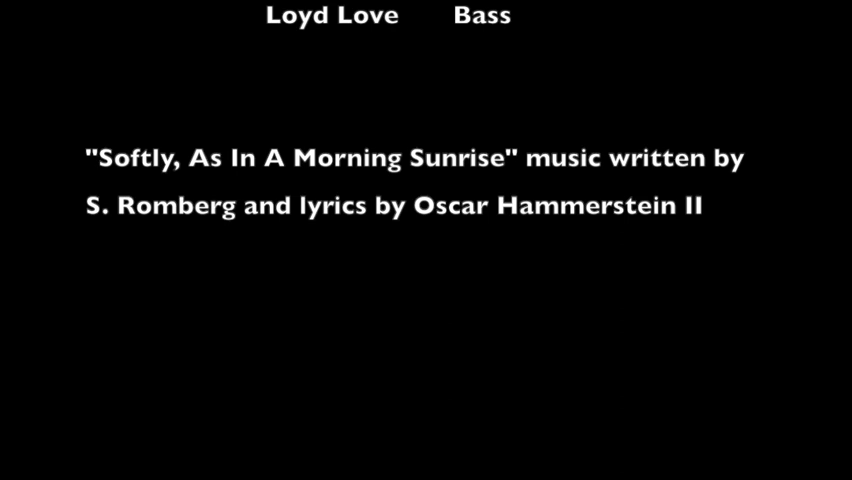 Loyd Love Bass
"Softly, As In A Morning Sunrise" music written by
S. Romberg and lyrics by Oscar Hammerstein II